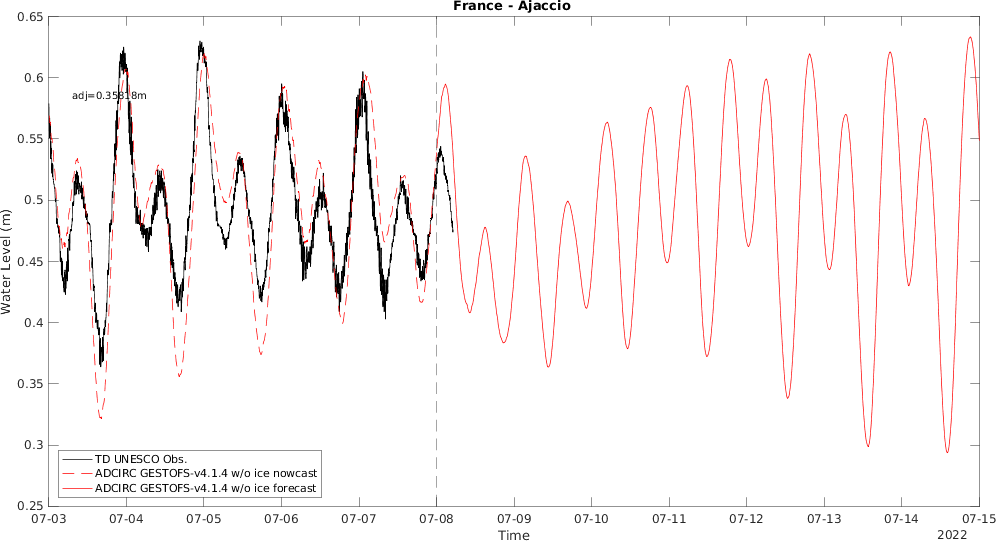 France - Ajaccio
0.65
0.6
0.55
0.5
0.45
0.4
0.35
0.3
0.25
Water Level (m)
adj=0.35818m
TD UNESCO Obs.
ADCIRC GESTOFS-v4.1.4 w/o ice nowcast
ADCIRC GESTOFS-v4.1.4 w/o ice forecast
07-03 07-04 07-05 07-06 07-07 07-08 07-09 07-10 07-11 07-12 07-13 07-14 07-15
Time
2022